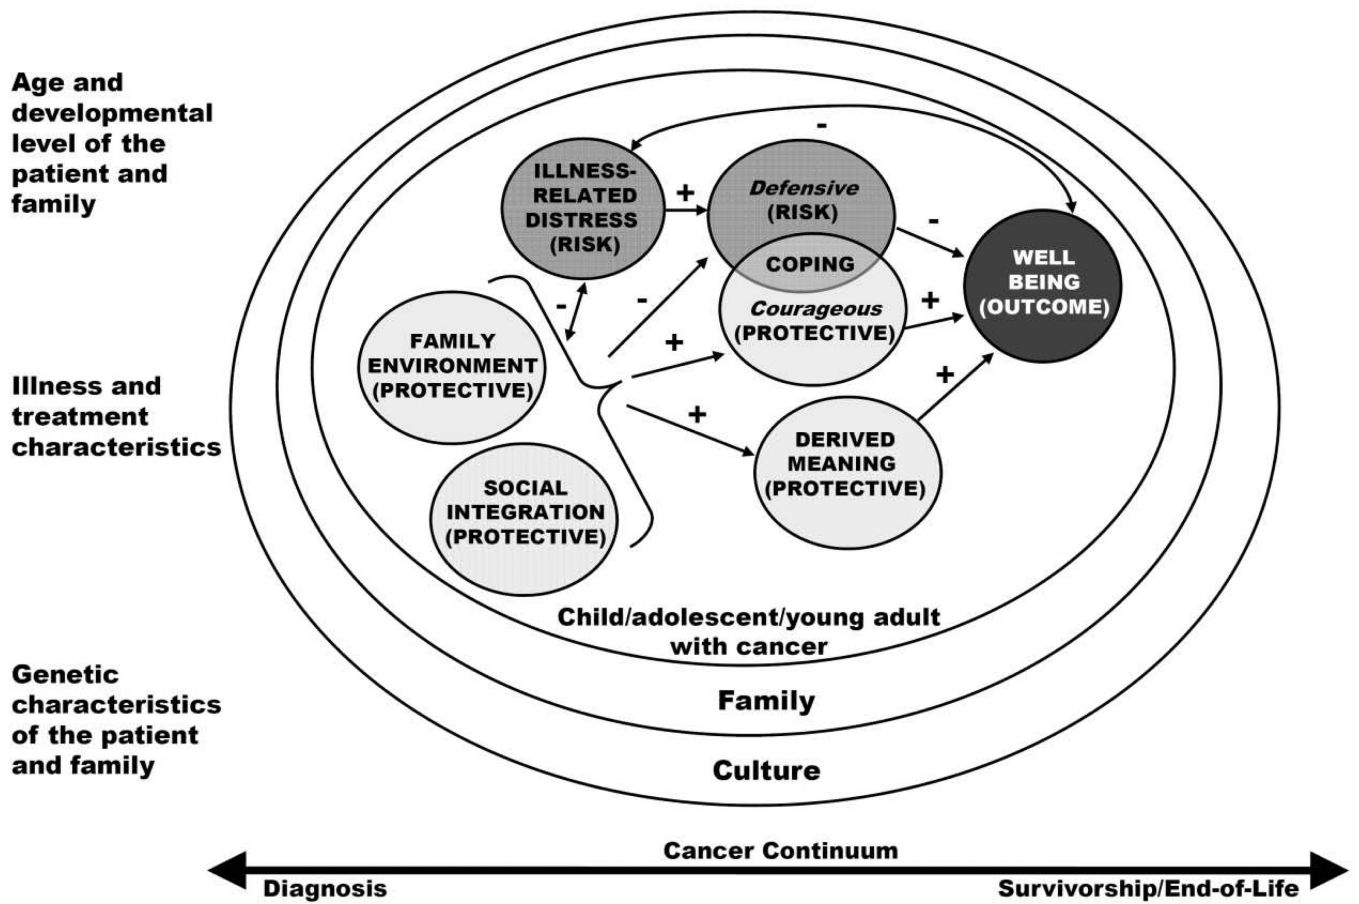 Age and
developmental
level of the
patient and
family
Illness and
treatment
characteristics
Genetic
characteristics
of the patient
and family
-
ILLNESS-
RELATED
DISTRESS
(RISK)
+
Defensive
(RISK)
-
COPING
Courageous
(PROTECTIVE)
+
WELL
BEING
(OUTCOME)
-
-
+
+
+
FAMILY
ENVIRONMENT
(PROTECTIVE)
SOCIAL
INTEGRATION
(PROTECTIVE)
DERIVED
MEANING
(PROTECTIVE)
Child/adolescent/young adult
with cancer
Family
Culture
Cancer Continuum
Diagnosis
Survivorship/End-of-Life